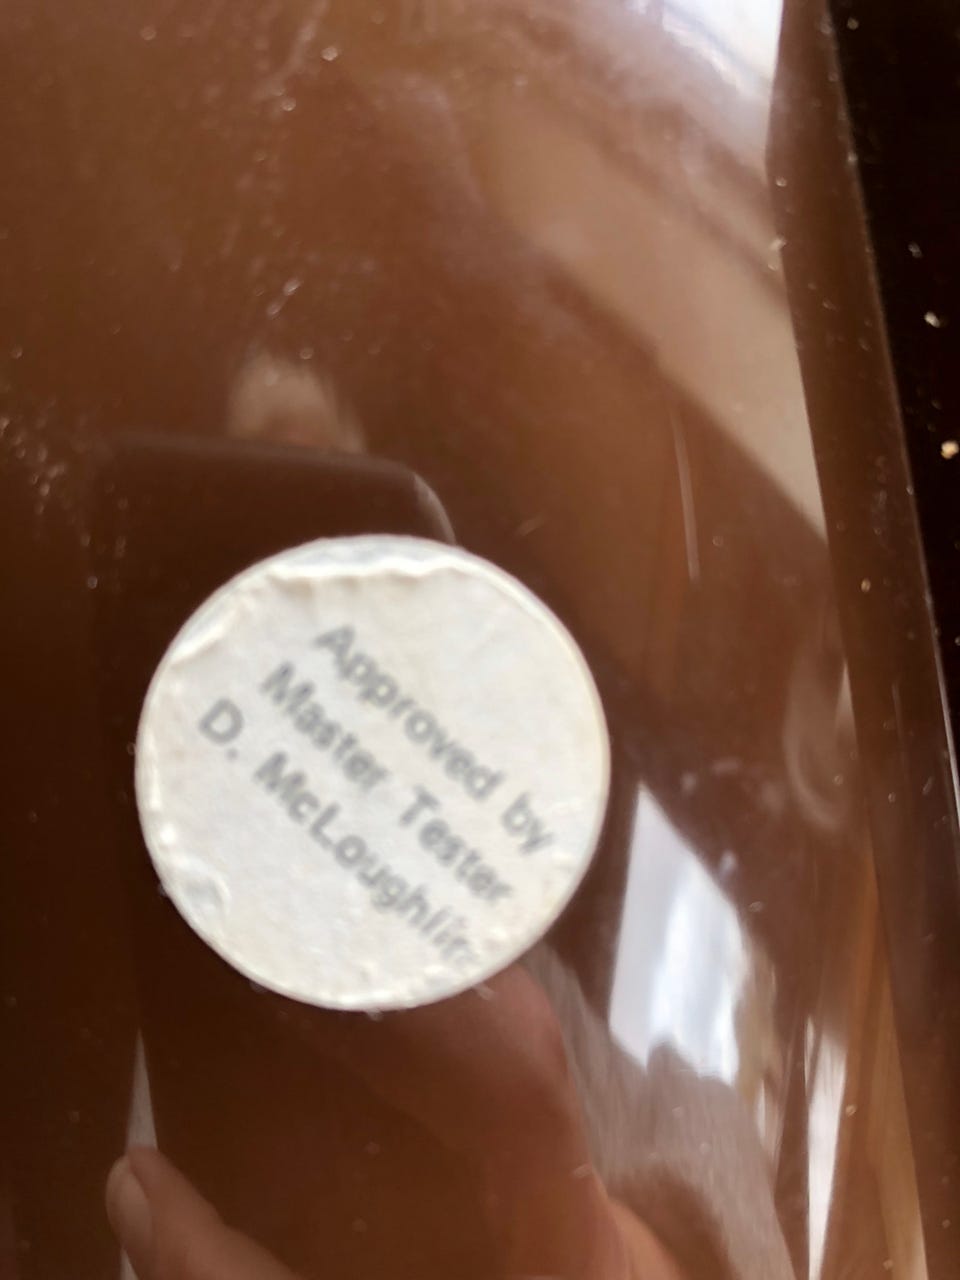 Approved by
Master Tester
D. McLoughlin